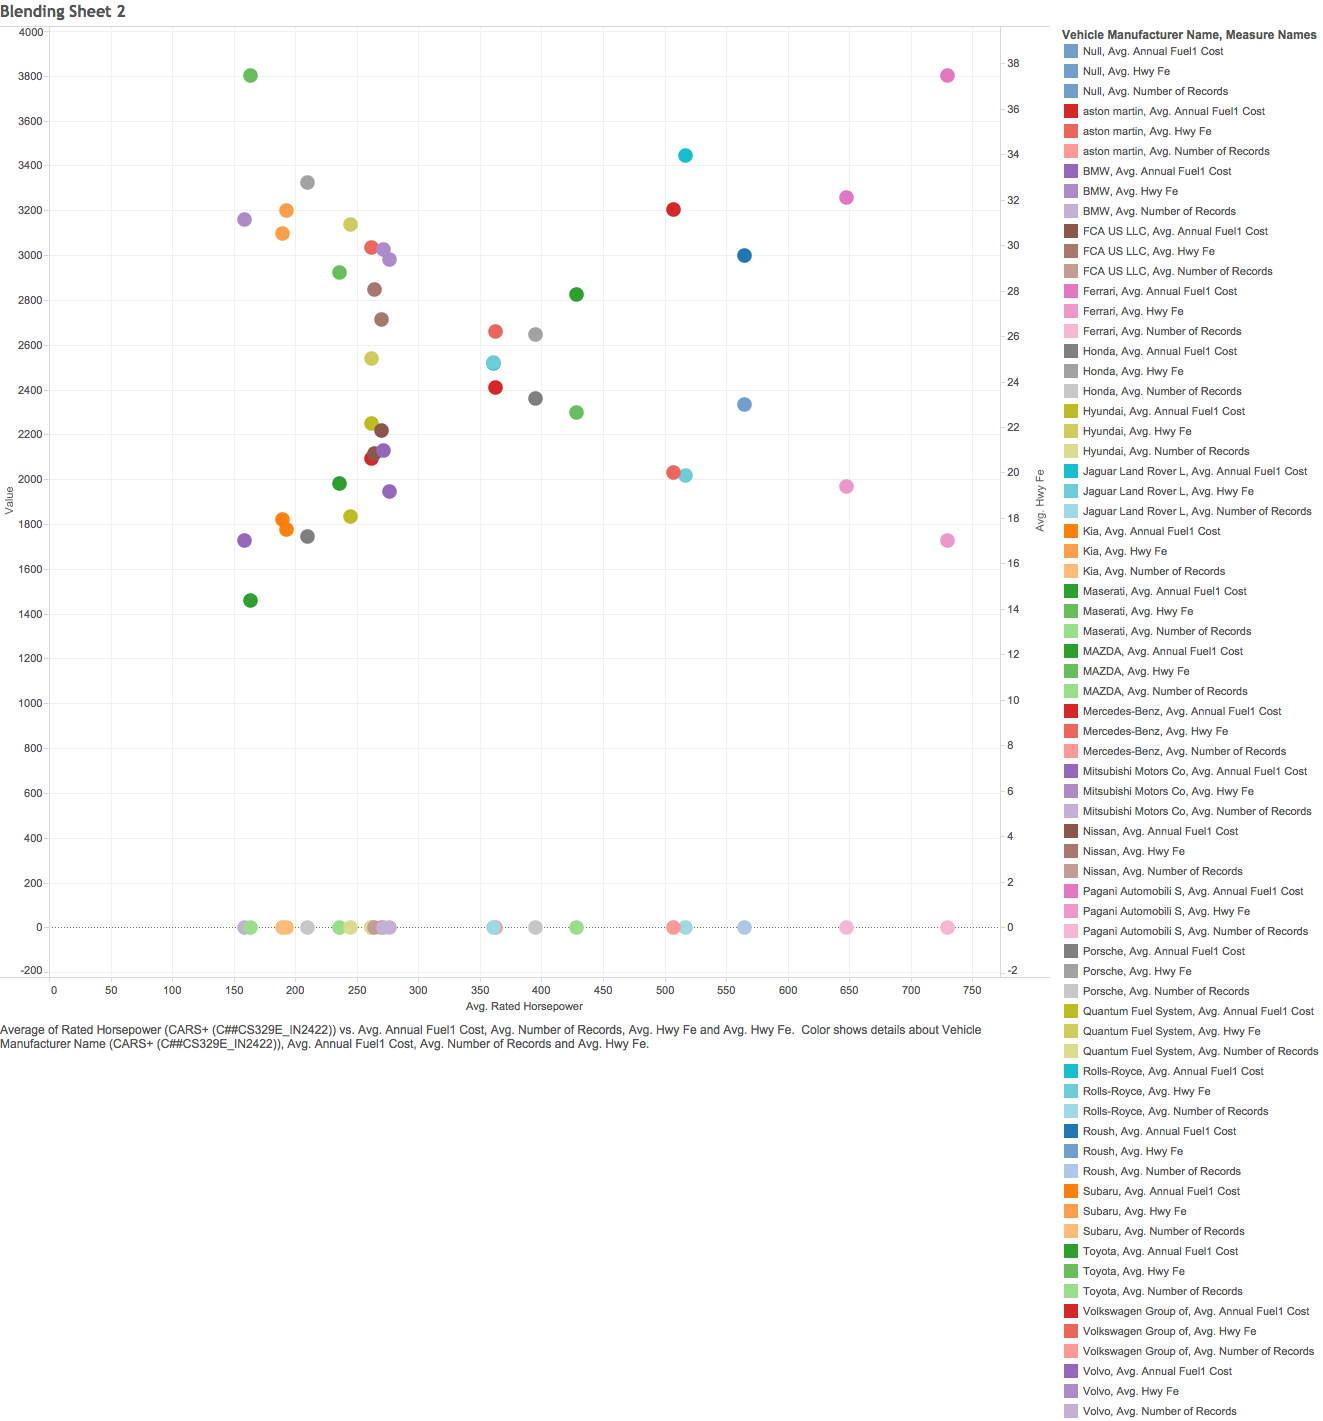 Blending Sheet 2
4000
3800
3600
3400
3200
3000
2800
2600
2400
2200
2000
1800
1600
1400
1200
1000
800
600
400
200
0
-200
Value
38
36
34
32
30
28
26
24
22
20
18
16
14
12
10
8
6
4
2
0
-2
Avg. Hwy Fe
0 50 100 150 200 250 300 350 400 450 500 550 600 650 700 750
Avg. Rated Horsepower
Average of Rated Horsepower (CARS+ (C##CS329E_IN2422)) vs. Avg. Annual Fuel1 Cost, Avg. Number of Records, Avg. Hwy Fe and Avg. Hwy Fe. Color shows details about Vehicle
Manufacturer Name (CARS+ (C##CS329E_IN2422)), Avg. Annual Fuel1 Cost, Avg. Number of Records and Avg. Hwy Fe.
Vehicle Manufacturer Name, Measure Names
Null, Avg. Annual Fuel1 Cost
Null, Avg. Hwy Fe
Null, Avg. Number of Records
aston martin, Avg. Annual Fuel1 Cost
aston martin, Avg. Hwy Fe
aston martin, Avg. Number of Records
BMW, Avg. Annual Fuel1 Cost
BMW, Avg. Hwy Fe
BMW, Avg. Number of Records
FCA US LLC, Avg. Annual Fuel1 Cost
FCA US LLC, Avg. Hwy Fe
FCA US LLC, Avg. Number of Records
Ferrari, Avg. Annual Fuel1 Cost
Ferrari, Avg. Hwy Fe
Ferrari, Avg. Number of Records
Honda, Avg. Annual Fuel1 Cost
Honda, Avg. Hwy Fe
Honda, Avg. Number of Records
Hyundai, Avg. Annual Fuel1 Cost
Hyundai, Avg. Hwy Fe
Hyundai, Avg. Number of Records
Jaguar Land Rover L, Avg. Annual Fuel1 Cost
Jaguar Land Rover L, Avg. Hwy Fe
Jaguar Land Rover L, Avg. Number of Records
Kia, Avg. Annual Fuel1 Cost
Kia, Avg. Hwy Fe
Kia, Avg. Number of Records
Maserati, Avg. Annual Fuel1 Cost
Maserati, Avg. Hwy Fe
Maserati, Avg. Number of Records
MAZDA, Avg. Annual Fuel1 Cost
MAZDA, Avg. Hwy Fe
MAZDA, Avg. Number of Records
Mercedes-Benz, Avg. Annual Fuel1 Cost
Mercedes-Benz, Avg. Hwy Fe
Mercedes-Benz, Avg. Number of Records
Mitsubishi Motors Co, Avg. Annual Fuel1 Cost
Mitsubishi Motors Co, Avg. Hwy Fe
Mitsubishi Motors Co, Avg. Number of Records
Nissan, Avg. Annual Fuel1 Cost
Nissan, Avg. Hwy Fe
Nissan, Avg. Number of Records
Pagani Automobili S, Avg. Annual Fuel1 Cost
Pagani Automobili S, Avg. Hwy Fe
Pagani Automobili S, Avg. Number of Records
Porsche, Avg. Annual Fuel1 Cost
Porsche, Avg. Hwy Fe
Porsche, Avg. Number of Records
Quantum Fuel System, Avg. Annual Fuel1 Cost
Quantum Fuel System, Avg. Hwy Fe
Quantum Fuel System, Avg. Number of Records
Rolls-Royce, Avg. Annual Fuel1 Cost
Rolls-Royce, Avg. Hwy Fe
Rolls-Royce, Avg. Number of Records
Roush, Avg. Annual Fuel1 Cost
Roush, Avg. Hwy Fe
Roush, Avg. Number of Records
Subaru, Avg. Annual Fuel1 Cost
Subaru, Avg. Hwy Fe
Subaru, Avg. Number of Records
Toyota, Avg. Annual Fuel1 Cost
Toyota, Avg. Hwy Fe
Toyota, Avg. Number of Records
Volkswagen Group of, Avg. Annual Fuel1 Cost
Volkswagen Group of, Avg. Hwy Fe
Volkswagen Group of, Avg. Number of Records
Volvo, Avg. Annual Fuel1 Cost
Volvo, Avg. Hwy Fe
Volvo, Avg. Number of Records